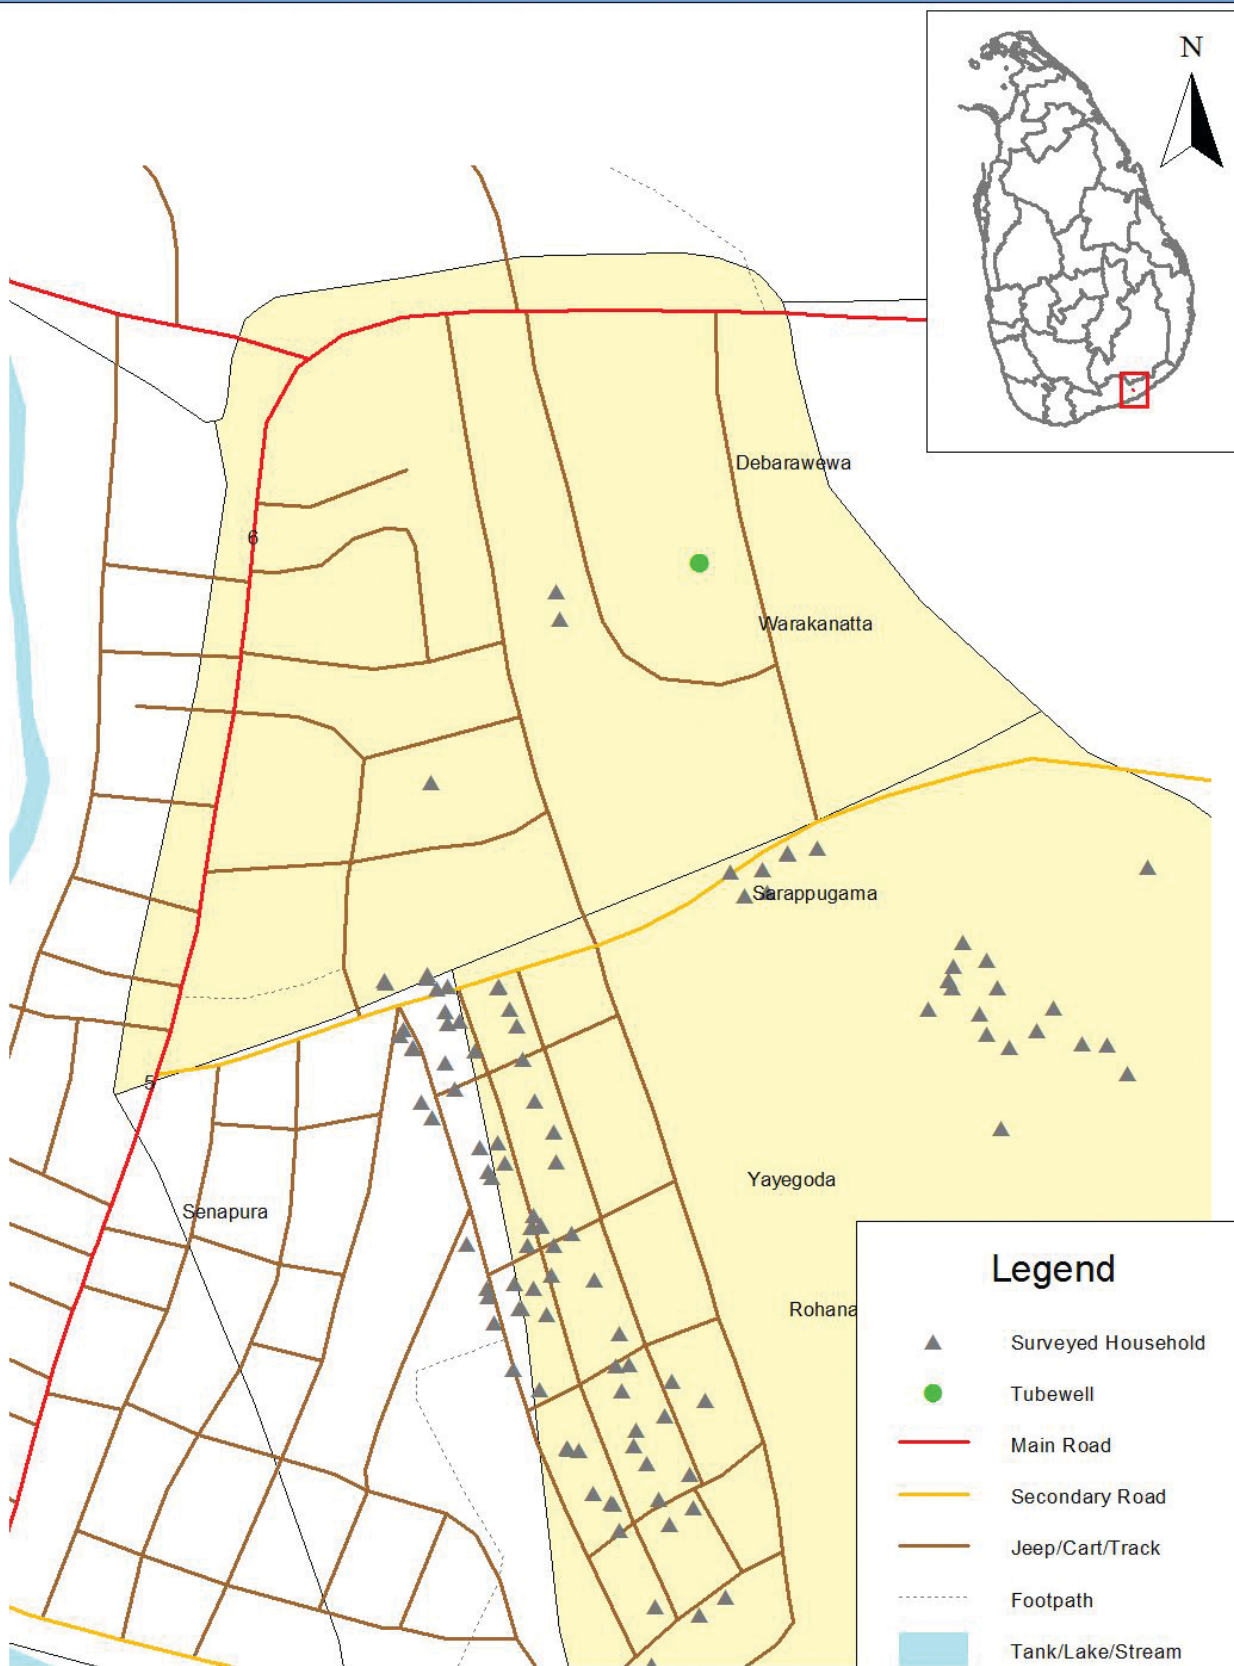 N
Debarawewa
6
Warakanatta
Sarappugama
5
Yayegoda
Senapura
Rohana
Legend
Surveyed Household
Tubewell
Main Road
Secondary Road
Jeep/Cart/Track
Footpath
Tank/Lake/Stream